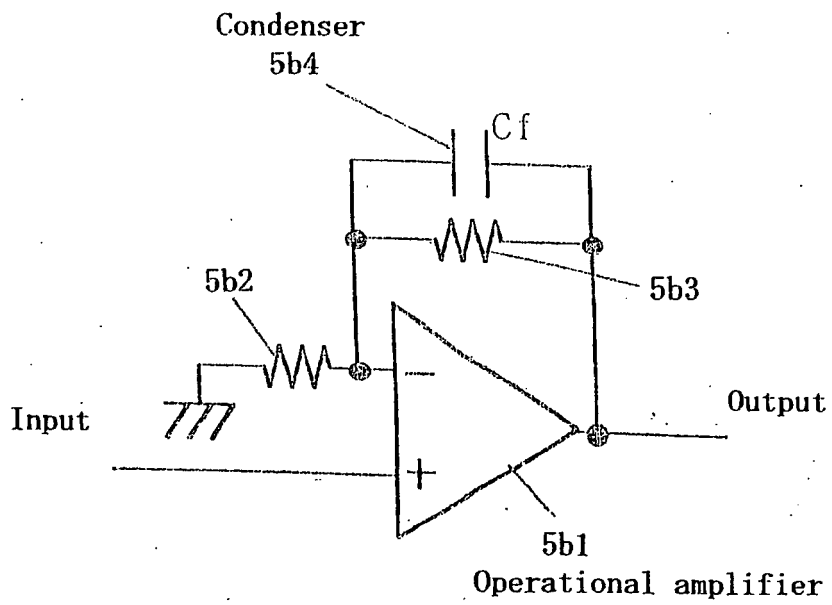 Condenser
5b4
Cf
5b2
5b3
−
Input
Output
+
5b1
Operational amplifier